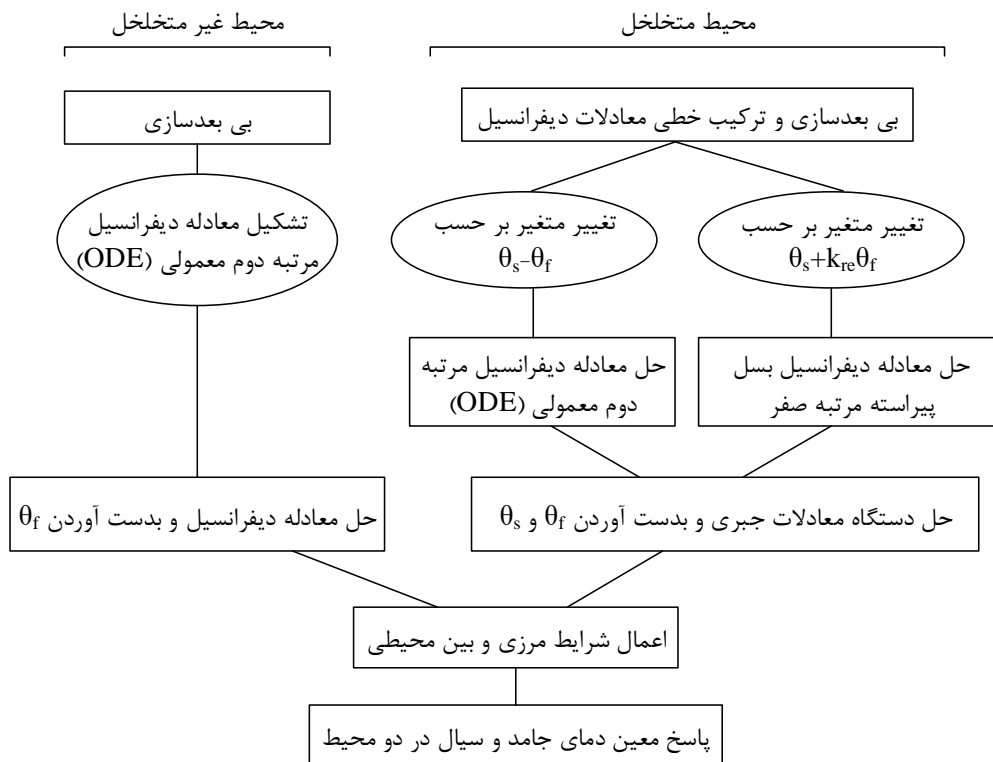 محیط متخلخل
محیط غیر متخلخل
بی بعدسازی و ترکیب خطی معادلات دیفرانسیل
بی بعدسازی
تغییر متغیر بر حسب
θs+kreθf
تغییر متغیر بر حسب
θs-θf
تشکیل معادله دیفرانسیل
مرتبه دوم معمولی (ODE)
حل معادله دیفرانسیل بسل
پیراسته مرتبه صفر
حل معادله دیفرانسیل مرتبه
دوم معمولی (ODE)
حل دستگاه معادلات جبری و بدست آوردن θf و θs
حل معادله دیفرانسیل و بدست آوردن θf
اعمال شرایط مرزی و بین محیطی
پاسخ معین دمای جامد و سیال در دو محیط